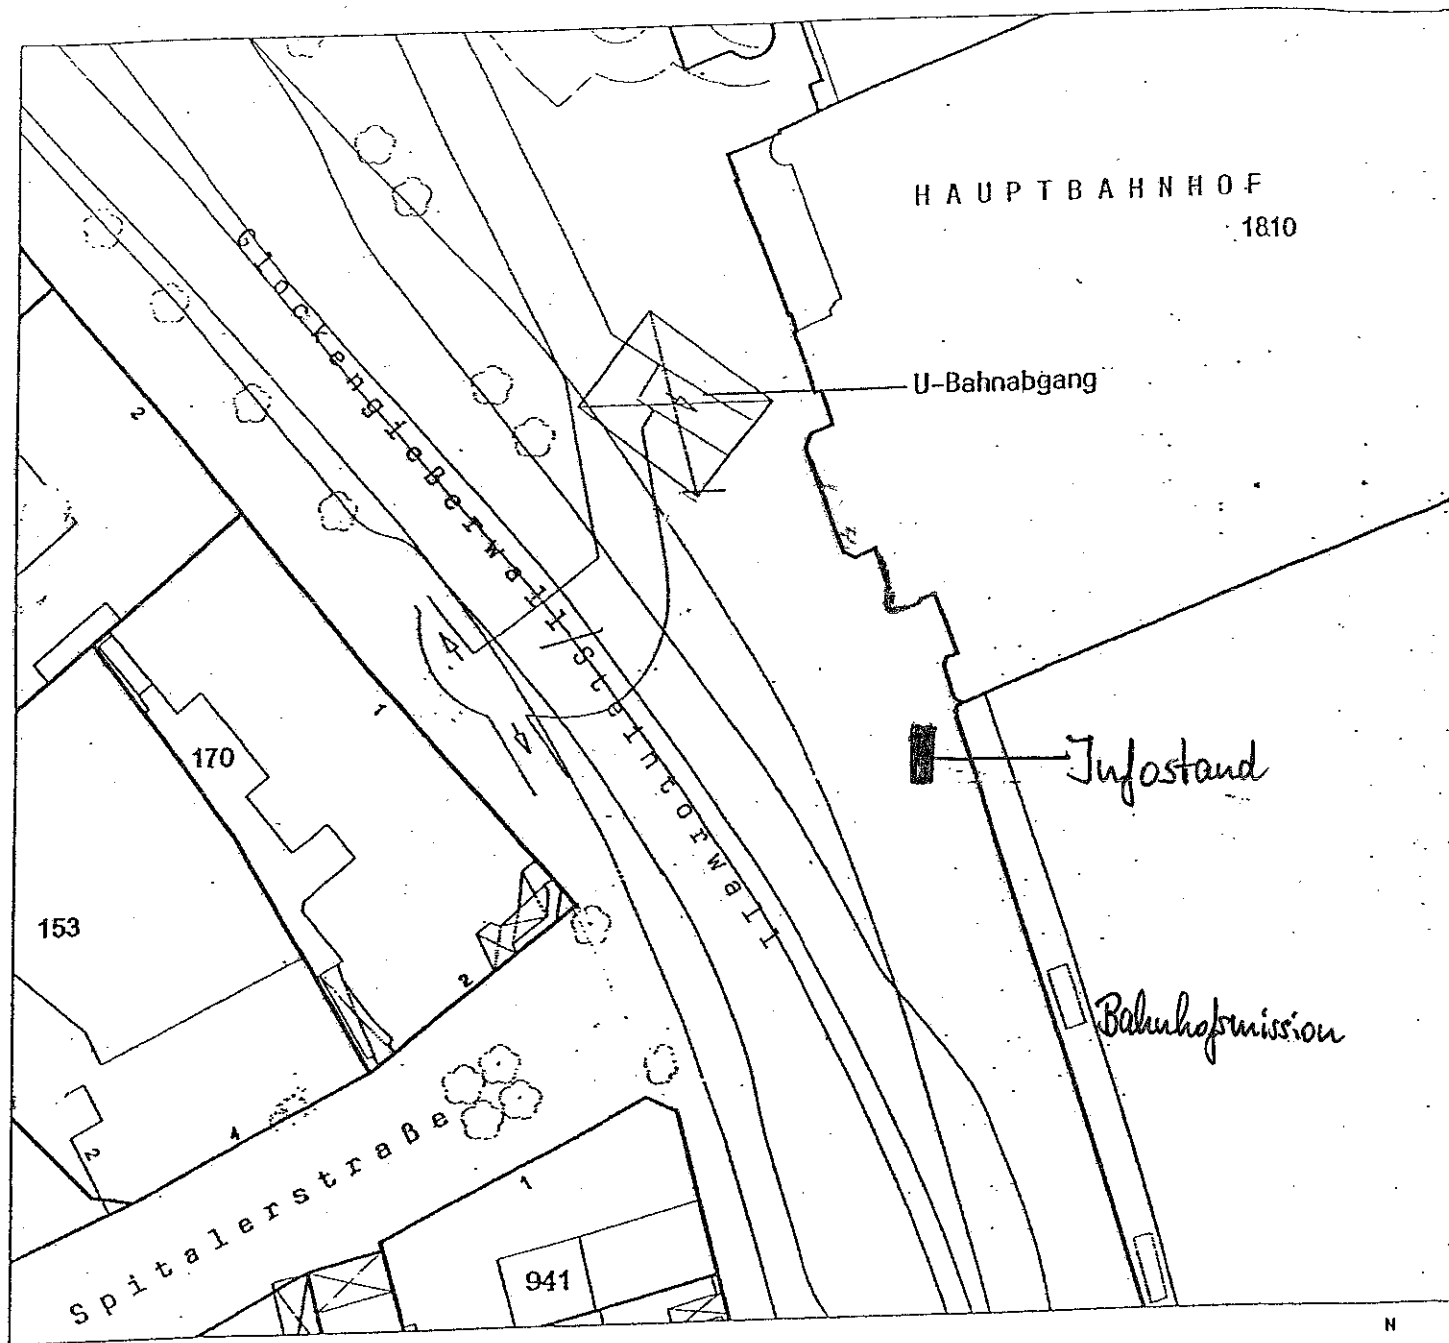 HAUPTBAHNHOF
1810
Glockengießerwall
U-Bahnabgang
2
1
Steintorwall
170
Infostand
153
2
Bahnhofsmission
4
2
1
Spitalerstraße
941
N